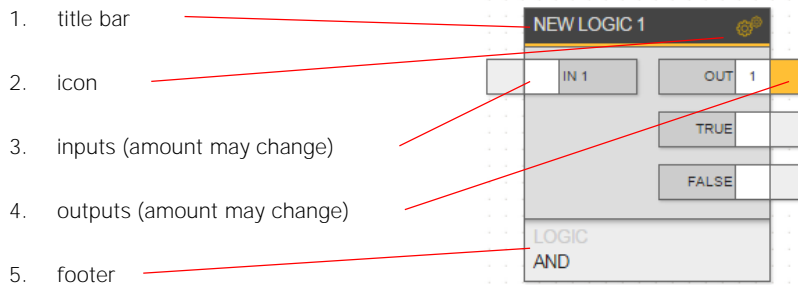 1. title bar
2. icon
3. inputs (amount may change)
4. outputs (amount may change)
5. footer
NEW LOGIC 1
IN 1
OUT 1
TRUE
FALSE
LOGIC
AND